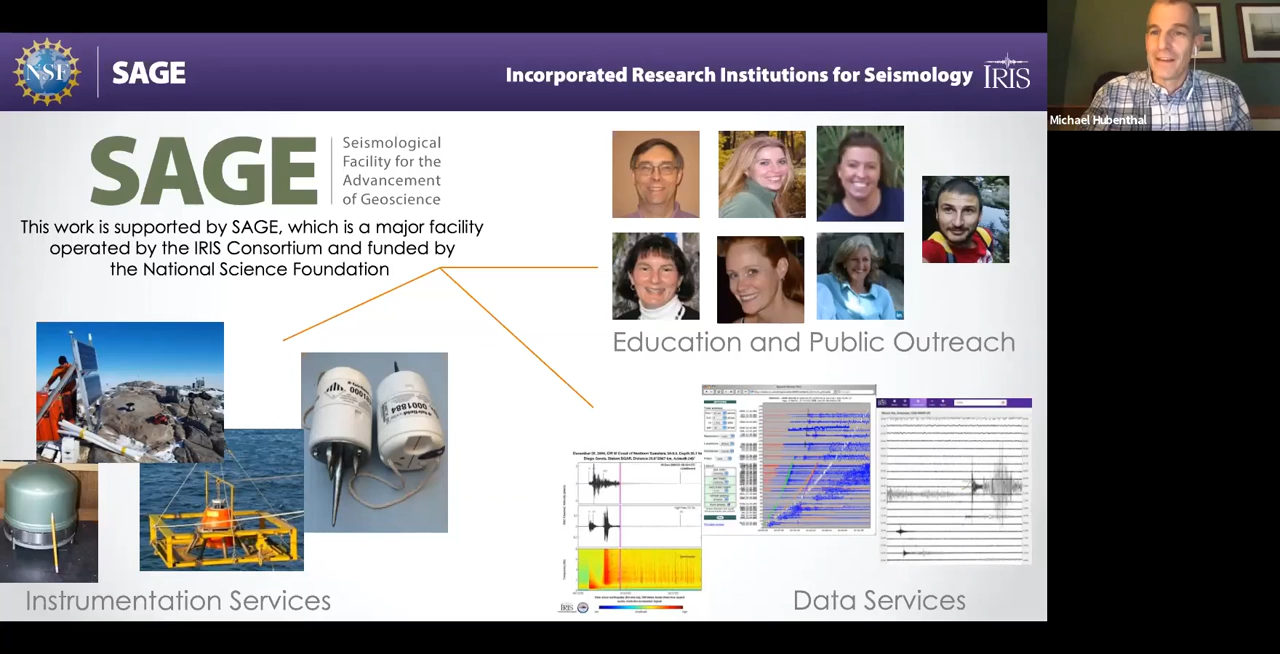 NSF
SAGE
Incorporated Research Institutions for Seismology
IRIS
Michael Hubenthal
SAGE
Seismological
Facility for the
Advancement
of Geoscience
This work is supported by SAGE, which is a major facility
operated by the IRIS Consortium and funded by
the National Science Foundation
Education and Public Outreach
Instrumentation Services
Data Services
IRIS